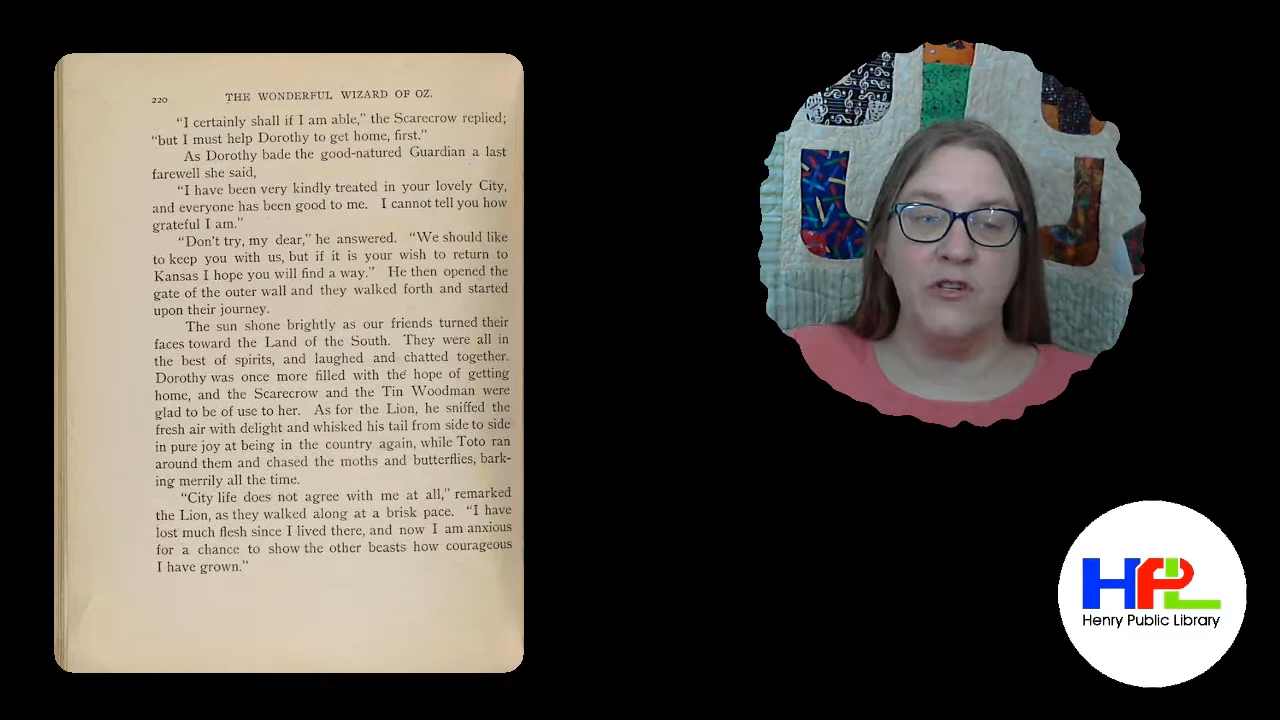 220 THE WONDERFUL WIZARD OF OZ.
"I certainly shall if I am able," the Scarecrow replied;
"but I must help Dorothy to get home, first."
As Dorothy bade the good-natured Guardian a last
farewell she said,
"I have been very kindly treated in your lovely City,
and everyone has been good to me. I cannot tell you how
grateful I am."
"Don't try, my dear," he answered. "We should like
to keep you with us, but if it is your wish to return to
Kansas I hope you will find a way." He then opened the
gate of the outer wall and they walked forth and started
upon their journey.
The sun shone brightly as our friends turned their
faces toward the Land of the South. They were all in
the best of spirits, and laughed and chatted together.
Dorothy was once more filled with the hope of getting
home, and the Scarecrow and the Tin Woodman were
glad to be of use to her. As for the Lion, he sniffed the
fresh air with delight and whisked his tail from side to side
in pure joy at being in the country again, while Toto ran
around them and chased the moths and butterflies, bark-
ing merrily all the time.
"City life does not agree with me at all," remarked
the Lion, as they walked along at a brisk pace. "I have
lost much flesh since I lived there, and now I am anxious
for a chance to show the other beasts how courageous
I have grown."
HPL
Henry Public Library